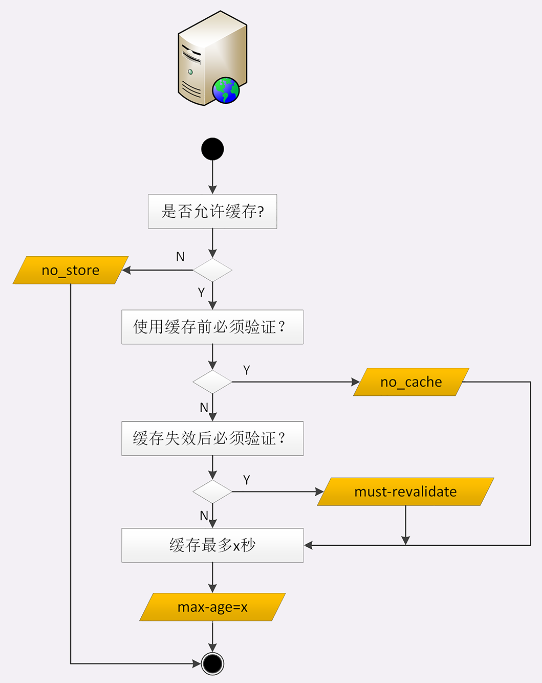 是否允许缓存?
N
no_store
Y
使用缓存前必须验证？
Y
no_cache
N
缓存失效后必须验证？
Y
must-revalidate
N
缓存最多x秒
max-age=x